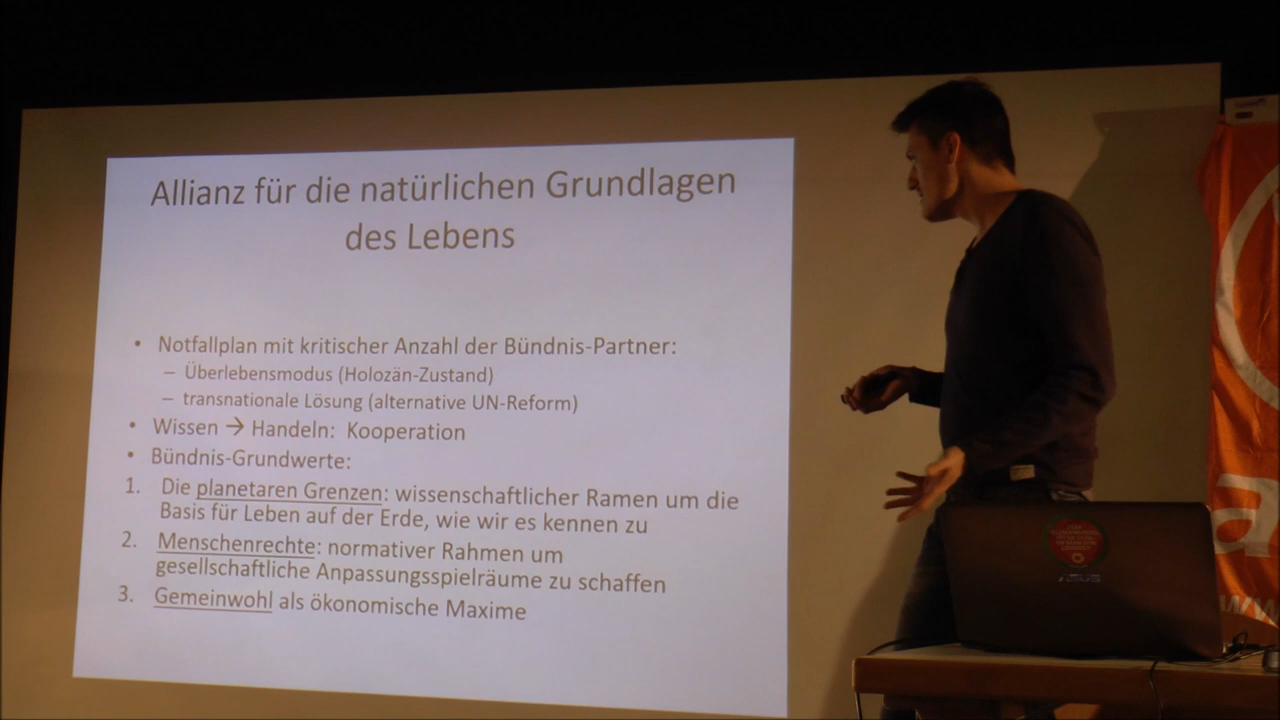 Allianz für die natürlichen Grundlagen
des Lebens
• Notfallplan mit kritischer Anzahl der Bündnis-Partner:
– Überlebensmodus (Holozän-Zustand)
– transnationale Lösung (alternative UN-Reform)
• Wissen → Handeln: Kooperation
• Bündnis-Grundwerte:
1. Die planetaren Grenzen: wissenschaftlicher Ramen um die
Basis für Leben auf der Erde, wie wir es kennen zu
2. Menschenrechte: normativer Rahmen um
gesellschaftliche Anpassungsspielräume zu schaffen
3. Gemeinwohl als ökonomische Maxime
ASUS